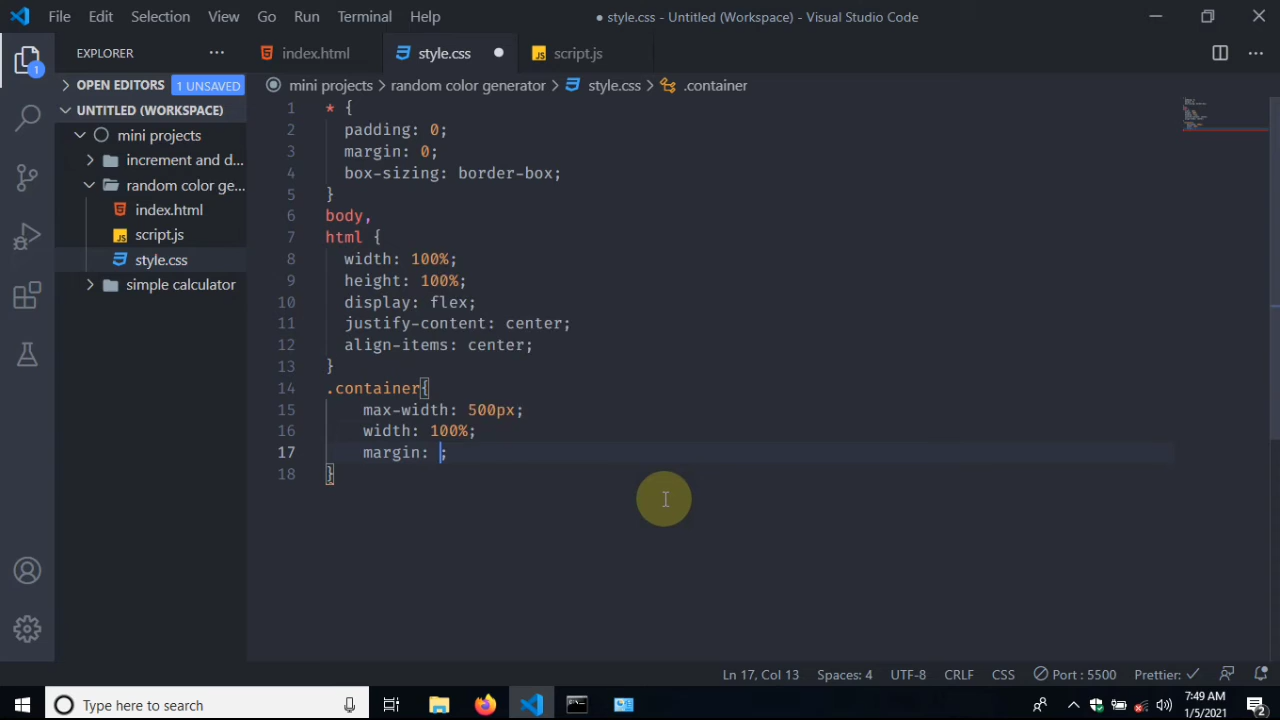 File Edit Selection View Go Run Terminal Help
● style.css - Untitled (Workspace) - Visual Studio Code
EXPLORER
index.html
style.css
script.js
OPEN EDITORS 1 UNSAVED
mini projects > random color generator > style.css > .container
UNTITLED (WORKSPACE)
mini projects
increment and d...
random color ge...
index.html
script.js
style.css
simple calculator
1
1 * {
2 padding: 0;
3 margin: 0;
4 box-sizing: border-box;
5 }
6 body,
7 html {
8 width: 100%;
9 height: 100%;
10 display: flex;
11 justify-content: center;
12 align-items: center;
13 }
14 .container{
15 max-width: 500px;
16 width: 100%;
17 margin: ;
18 }
Ln 17, Col 13 Spaces: 4 UTF-8 CRLF CSS Port : 5500 Prettier: ✓
Type here to search
7:49 AM
1/5/2021
2